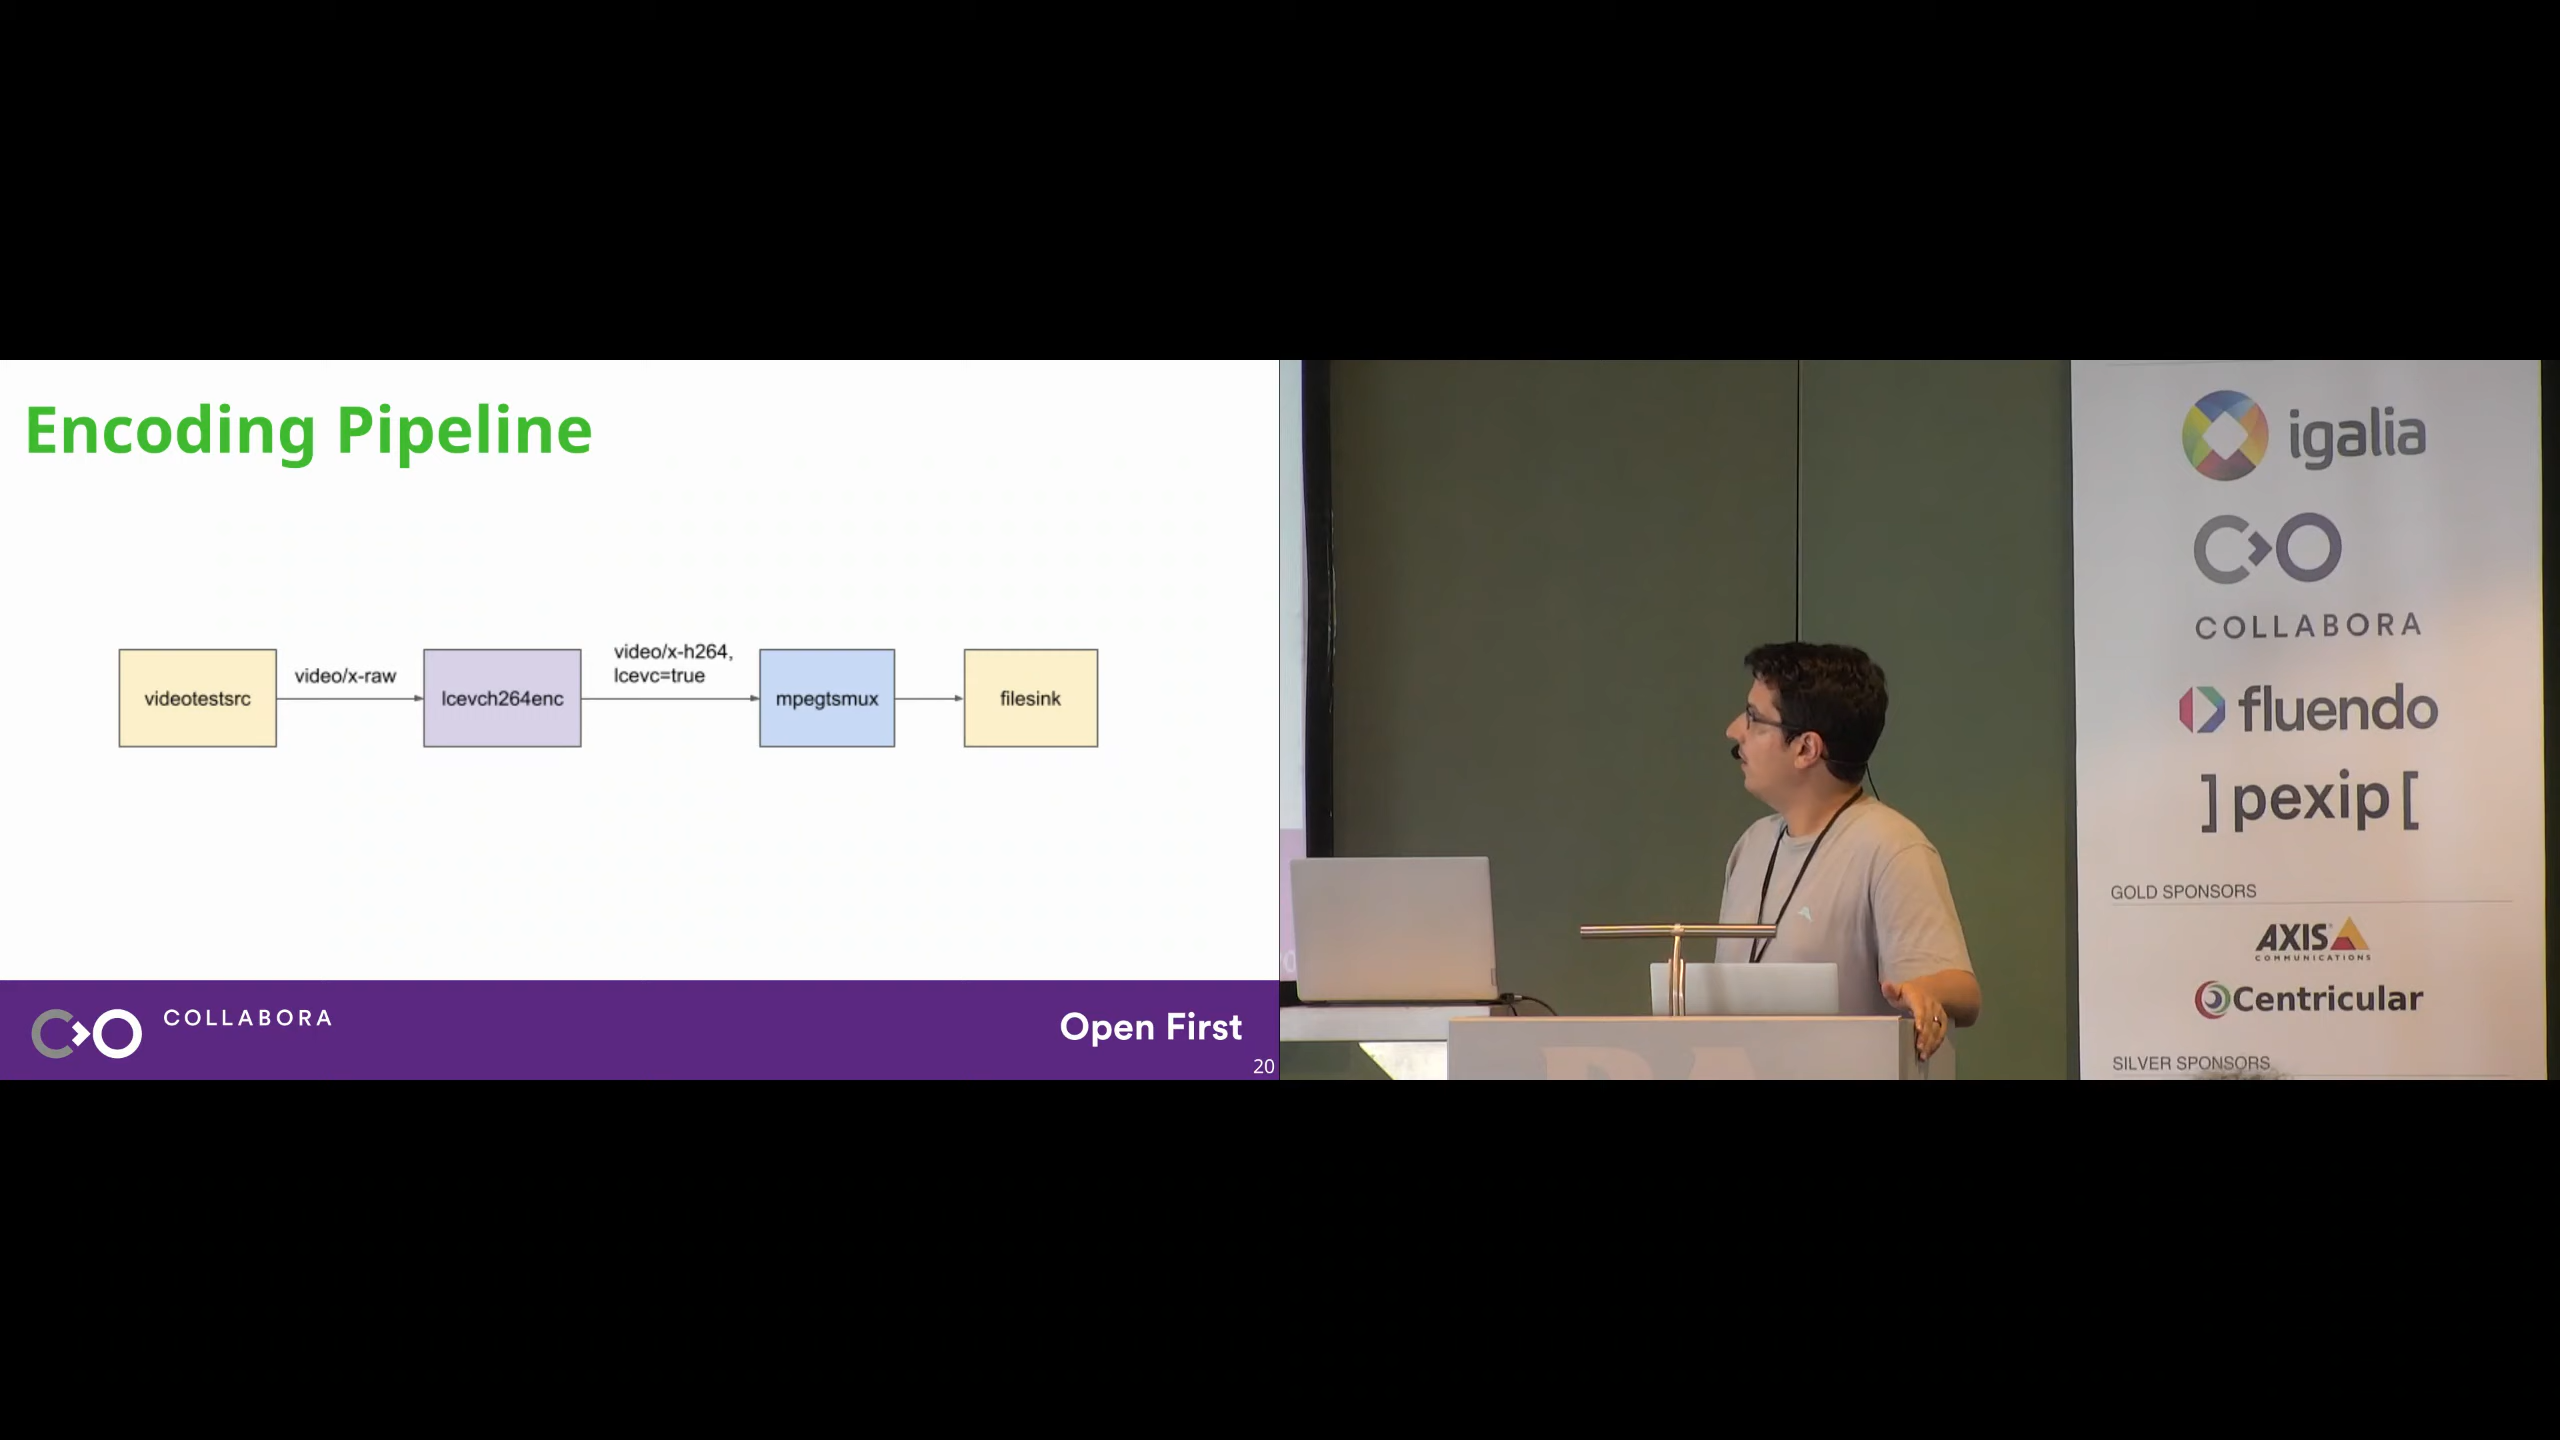 Encoding Pipeline
videotestsrc
video/x-raw
lcevch264enc
video/x-h264,
lcevc=true
mpegtsmux
filesink
COLLABORA
Open First
20
igalia
COLLABORA
fluendo
]pexip[
GOLD SPONSORS
AXIS
COMMUNICATIONS
Centricular
SILVER SPONSORS